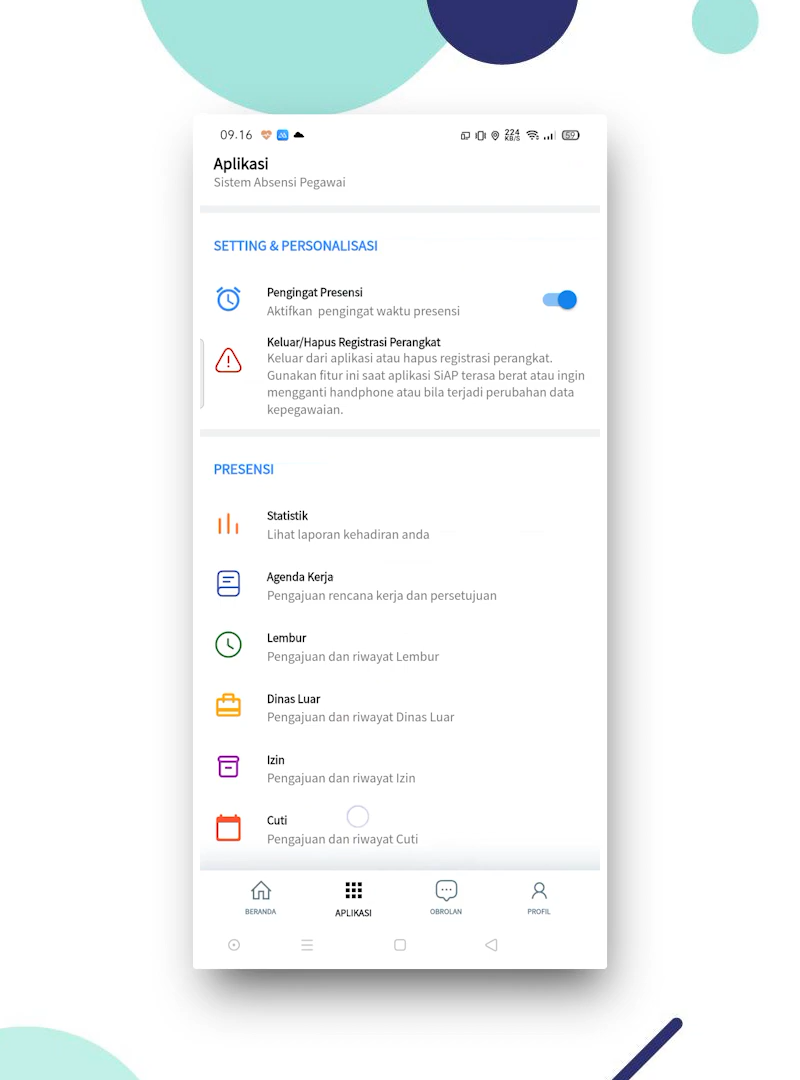 09.16
224
KB/S
59
Aplikasi
Sistem Absensi Pegawai
SETTING & PERSONALISASI
Pengingat Presensi
Aktifkan pengingat waktu presensi
Keluar/Hapus Registrasi Perangkat
Keluar dari aplikasi atau hapus registrasi perangkat.
Gunakan fitur ini saat aplikasi SiAP terasa berat atau ingin
mengganti handphone atau bila terjadi perubahan data
kepegawaian.
PRESENSI
Statistik
Lihat laporan kehadiran anda
Agenda Kerja
Pengajuan rencana kerja dan persetujuan
Lembur
Pengajuan dan riwayat Lembur
Dinas Luar
Pengajuan dan riwayat Dinas Luar
Izin
Pengajuan dan riwayat Izin
Cuti
Pengajuan dan riwayat Cuti
BERANDA
APLIKASI
OBROLAN
PROFIL